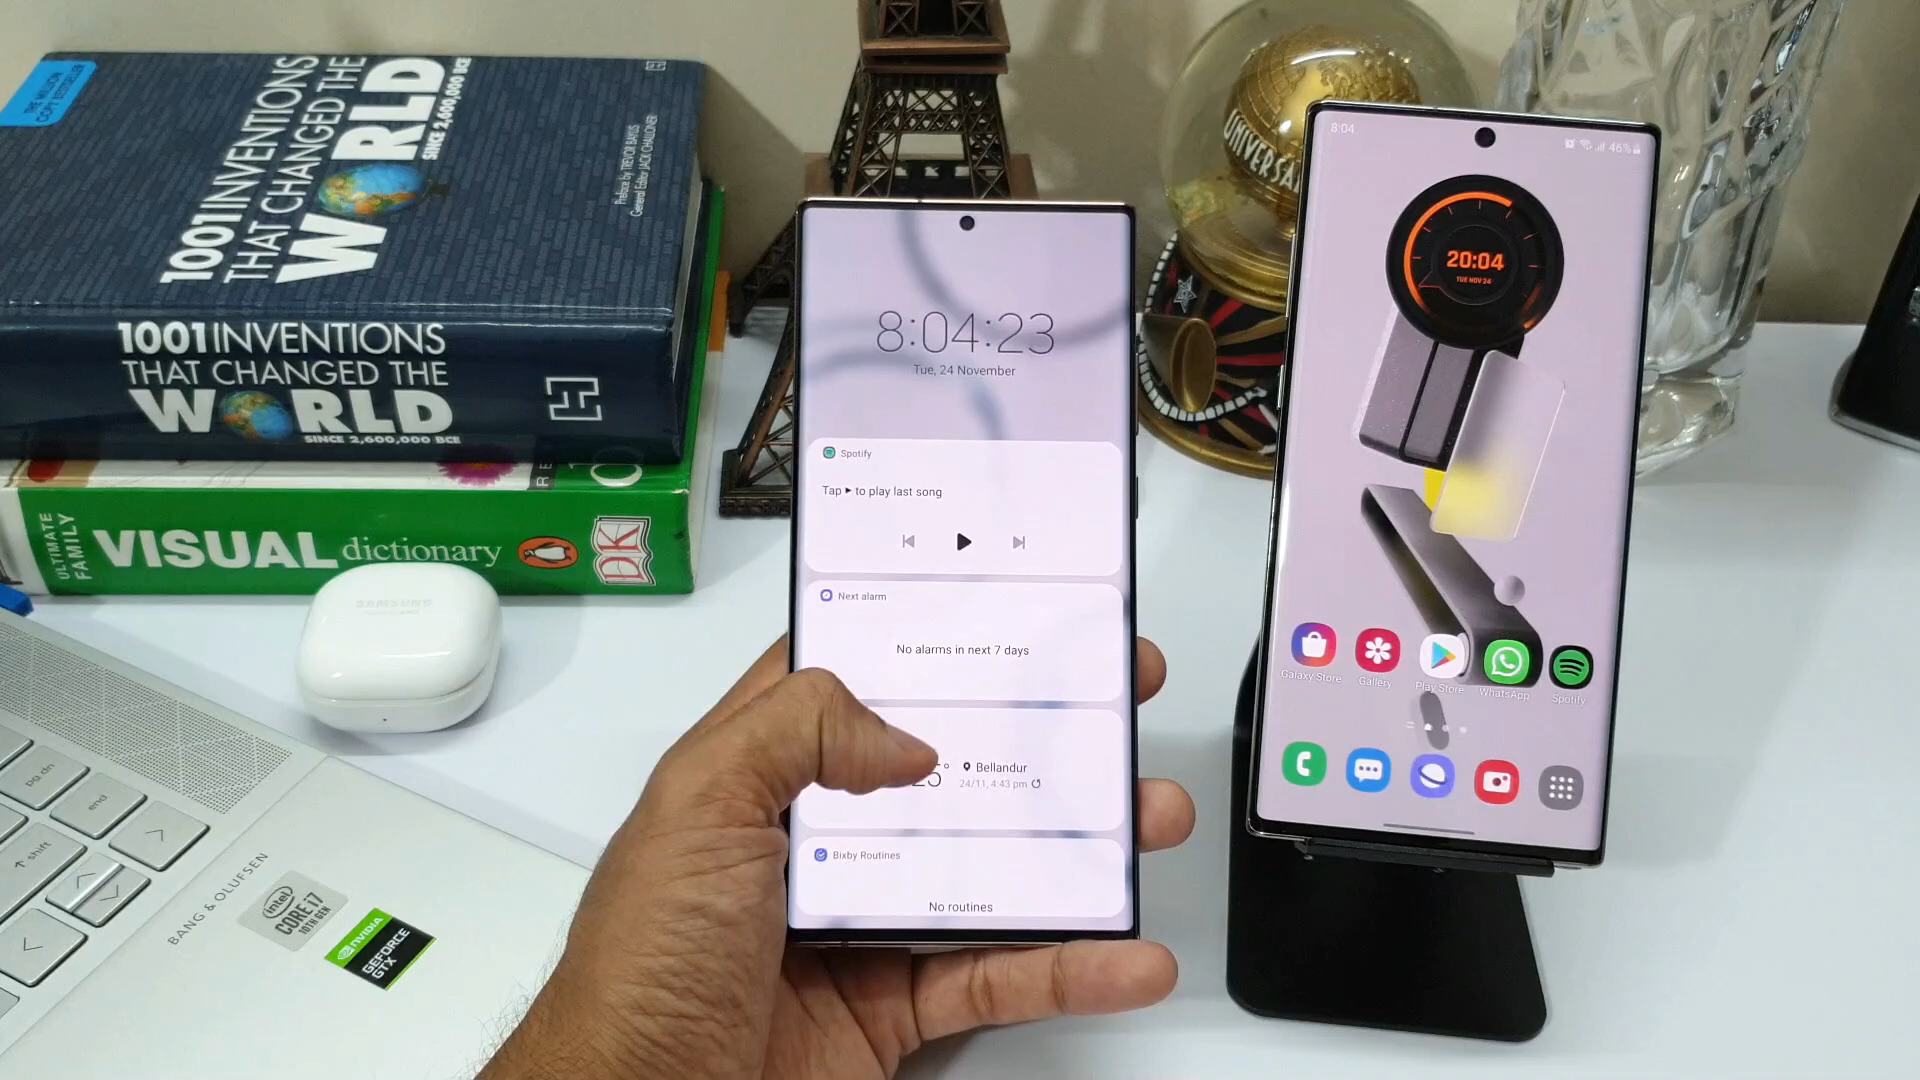 THE MILLION
COPY BESTSELLER
1001 INVENTIONS
THAT CHANGED THE
WORLD
SINCE 2,600,000 BCE
Preface by TREVOR BAYLIS
General Editor JACK CHALLONER
1001 INVENTIONS
THAT CHANGED THE
WORLD
SINCE 2,600,000 BCE
ULTIMATE
FAMILY
VISUAL dictionary
DK
SAMSUNG
pg dn
end
shift
BANG & OLUFSEN
intel
CORE i7
10TH GEN
NVIDIA
GEFORCE
GTX
8:04:23
Tue, 24 November
Spotify
Tap ▶ to play last song
Next alarm
No alarms in next 7 days
5°
Bellandur
24/11, 4:43 pm
Bixby Routines
No routines
UNIVERSAL
8:04
46%
20:04
TUE NOV 24
Galaxy Store
Gallery
Play Store
WhatsApp
Spotify